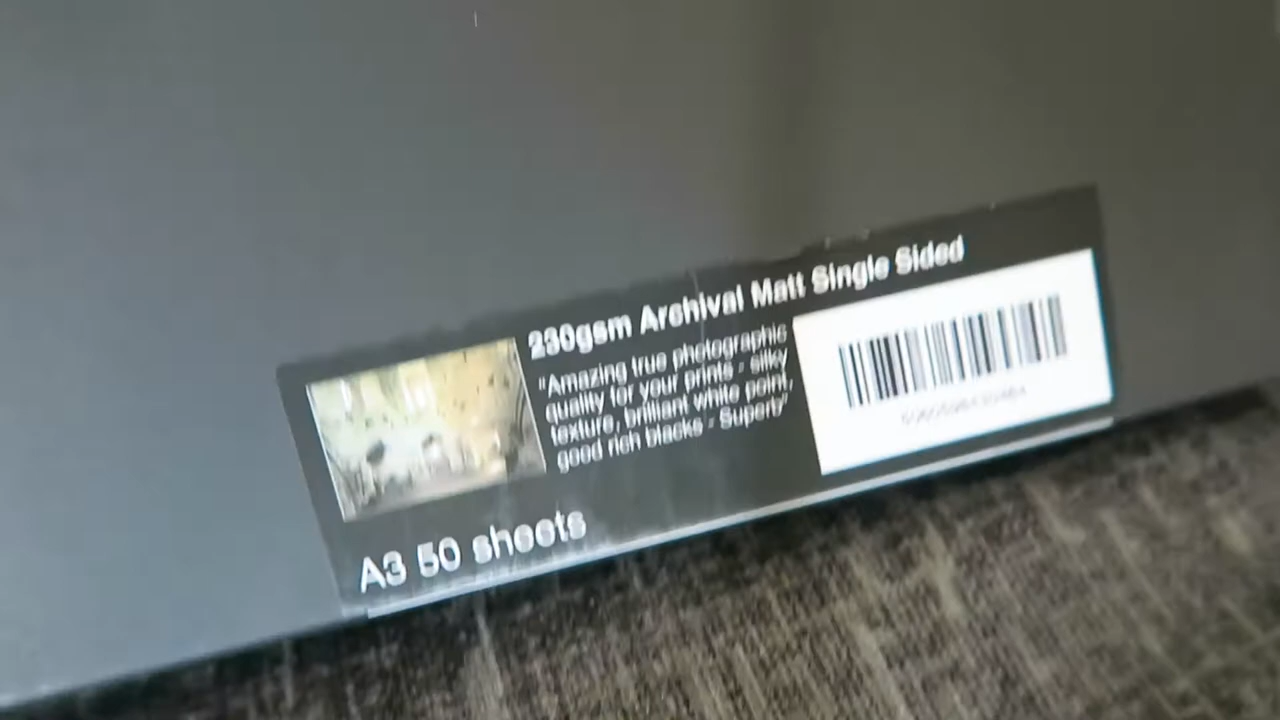 230gsm Archival Matt Single Sided
"Amazing true photographic
quality for your prints - silky
texture, brilliant white point,
good rich blacks - Superb"
A3 50 sheets